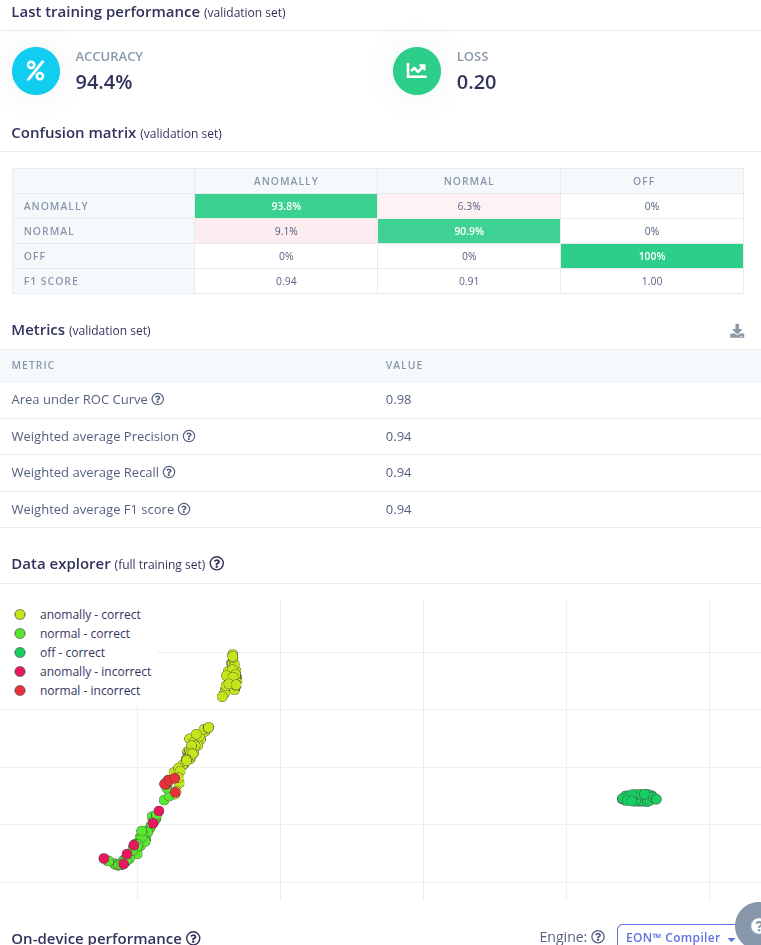 Last training performance (validation set)
ACCURACY
94.4%
LOSS
0.20
Confusion matrix (validation set)
ANOMALLY NORMAL OFF
ANOMALLY 93.8% 6.3% 0%
NORMAL 9.1% 90.9% 0%
OFF 0% 0% 100%
F1 SCORE 0.94 0.91 1.00
Metrics (validation set)
METRIC VALUE
Area under ROC Curve ? 0.98
Weighted average Precision ? 0.94
Weighted average Recall ? 0.94
Weighted average F1 score ? 0.94
Data explorer (full training set) ?
anomally - correct
normal - correct
off - correct
anomally - incorrect
normal - incorrect
On-device performance ? Engine: ? EON™ Compiler